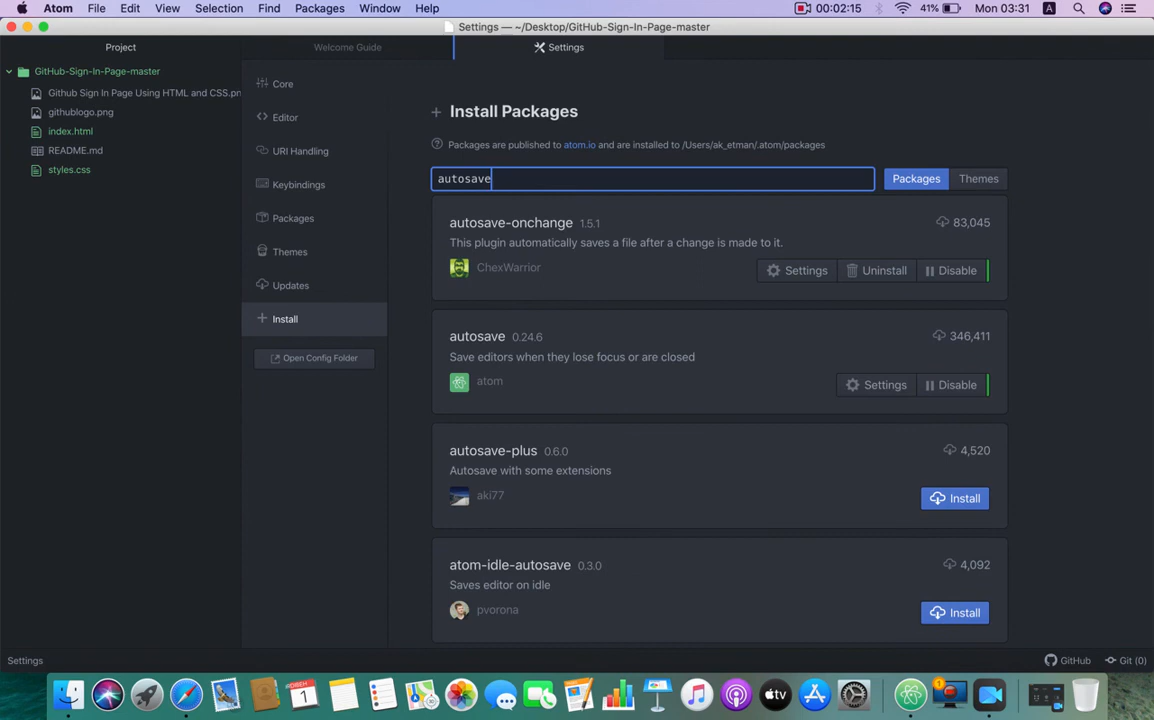 Atom File Edit View Selection Find Packages Window Help 00:02:15 41% Mon 03:31 A
Settings — ~/Desktop/GitHub-Sign-In-Page-master
Project
Welcome Guide
Settings
GitHub-Sign-In-Page-master
Github Sign In Page Using HTML and CSS.pn
githublogo.png
index.html
README.md
styles.css
Core
Editor
URI Handling
Keybindings
Packages
Themes
Updates
Install
Open Config Folder
Install Packages
Packages are published to atom.io and are installed to /Users/ak_etman/.atom/packages
autosave
Packages Themes
autosave-onchange 1.5.1 83,045
This plugin automatically saves a file after a change is made to it.
ChexWarrior
Settings Uninstall Disable
autosave 0.24.6 346,411
Save editors when they lose focus or are closed
atom
Settings Disable
autosave-plus 0.6.0 4,520
Autosave with some extensions
aki77
Install
atom-idle-autosave 0.3.0 4,092
Saves editor on idle
pvorona
Install
Settings
GitHub Git (0)
1
tv
1